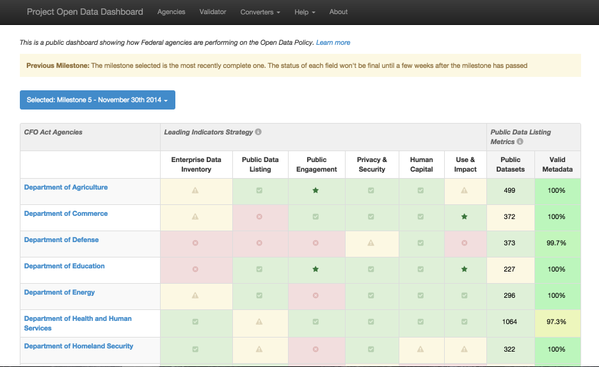 Project Open Data Dashboard Agencies Validator Converters Help About
This is a public dashboard showing how Federal agencies are performing on the Open Data Policy. Learn more
Previous Milestone: The milestone selected is the most recently complete one. The status of each field won't be final until a few weeks after the milestone has passed
Selected: Milestone 5 - November 30th 2014
CFO Act Agencies Leading Indicators Strategy Public Data Listing
Metrics
Enterprise Data Public Data Public Privacy & Human Use & Public Valid
Inventory Listing Engagement Security Capital Impact Datasets Metadata
Department of Agriculture 499 100%
Department of Commerce 372 100%
Department of Defense 373 99.7%
Department of Education 227 100%
Department of Energy 296 100%
Department of Health and Human 1064 97.3%
Services
Department of Homeland Security 322 100%